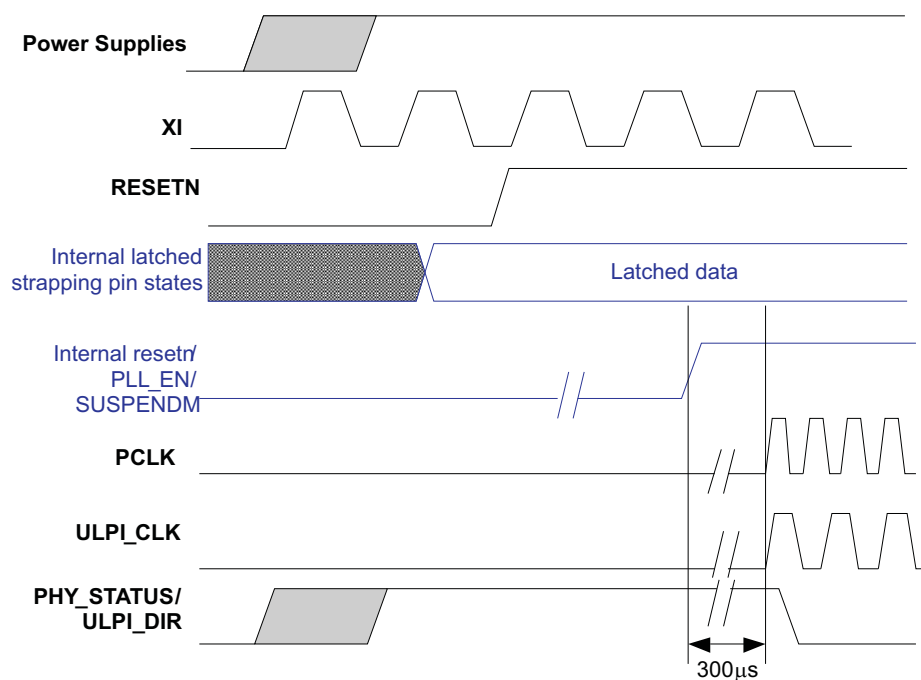 Power Supplies
XI
RESETN
Internal latched
strapping pin states
Latched data
Internal resetn/
PLL_EN/
SUSPENDM
PCLK
ULPI_CLK
PHY_STATUS/
ULPI_DIR
300μs